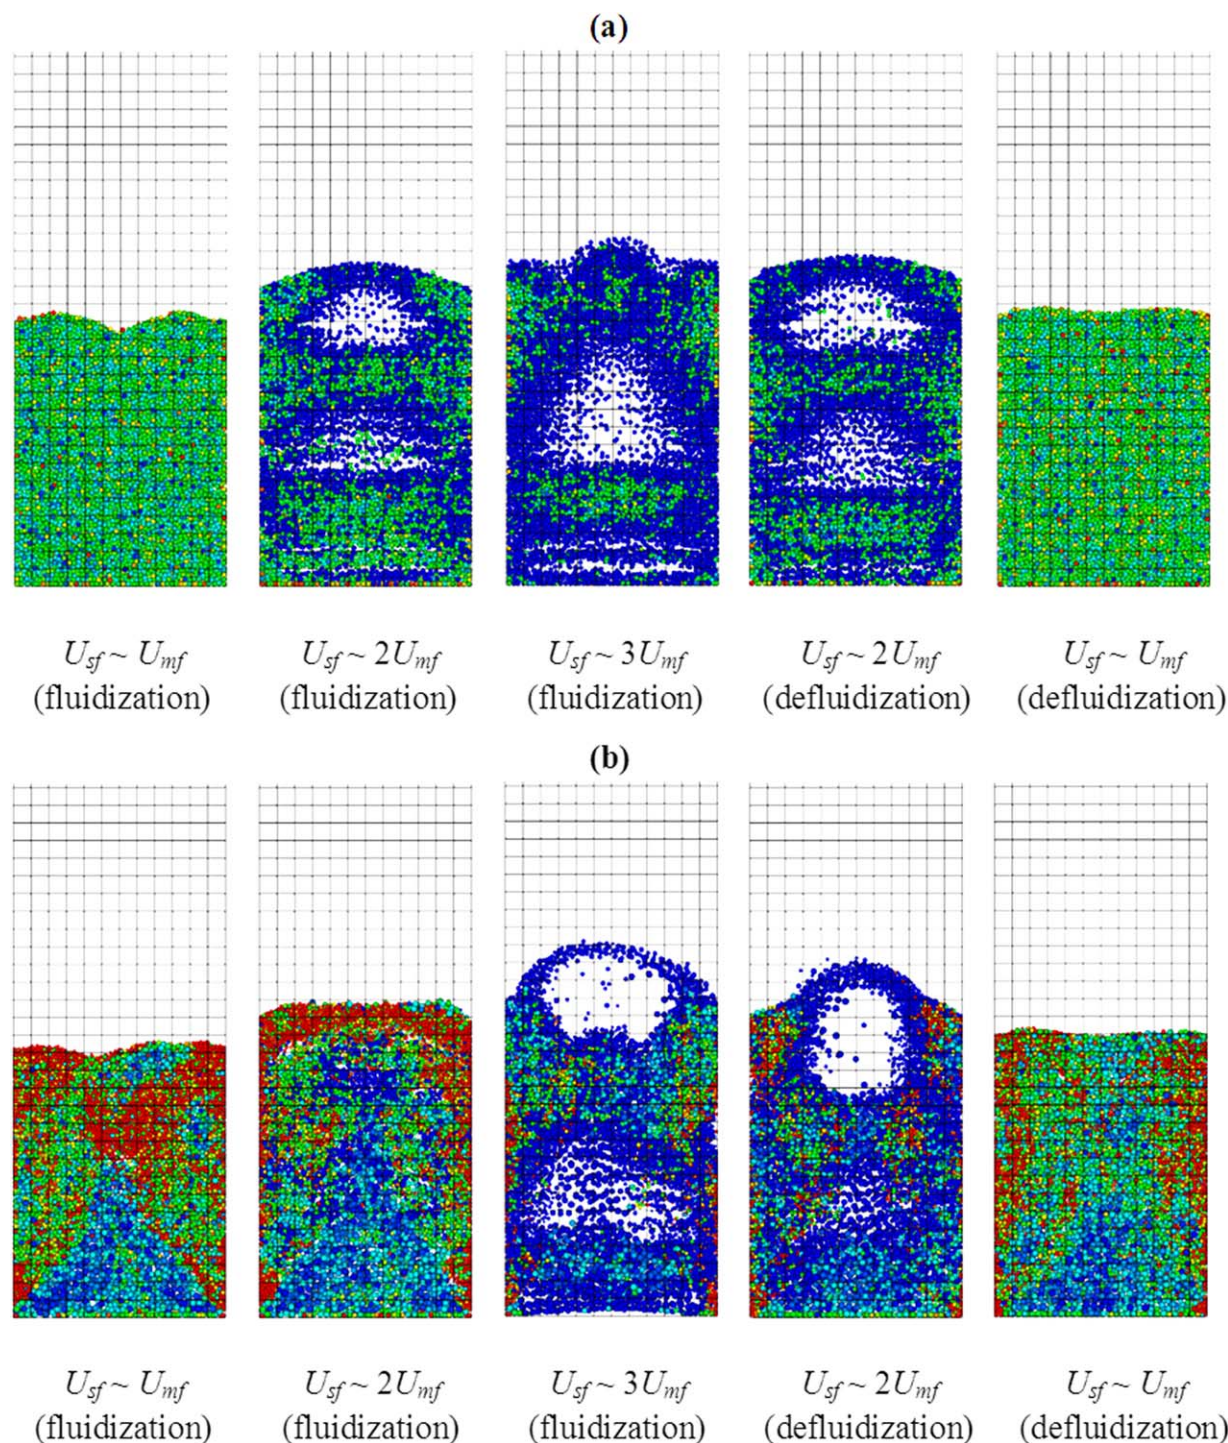 (a)
U_sf ~ U_mf U_sf ~ 2U_mf U_sf ~ 3U_mf U_sf ~ 2U_mf U_sf ~ U_mf
(fluidization) (fluidization) (fluidization) (defluidization) (defluidization)
(b)
U_sf ~ U_mf U_sf ~ 2U_mf U_sf ~ 3U_mf U_sf ~ 2U_mf U_sf ~ U_mf
(fluidization) (fluidization) (fluidization) (defluidization) (defluidization)